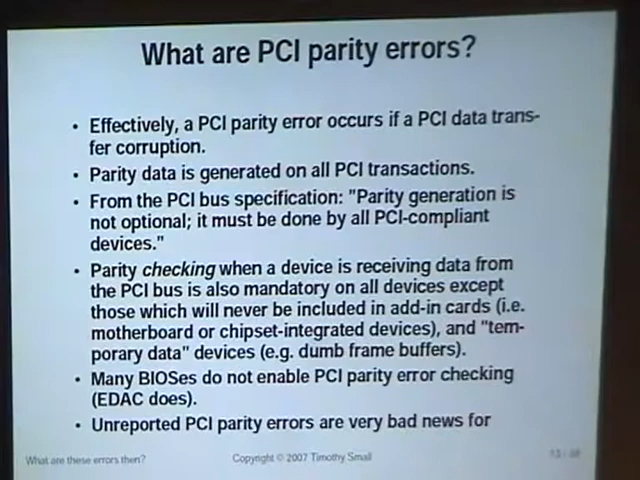 What are PCI parity errors?
• Effectively, a PCI parity error occurs if a PCI data trans-
fer corruption.
• Parity data is generated on all PCI transactions.
• From the PCI bus specification: "Parity generation is
not optional; it must be done by all PCI-compliant
devices."
• Parity checking when a device is receiving data from
the PCI bus is also mandatory on all devices except
those which will never be included in add-in cards (i.e.
motherboard or chipset-integrated devices), and "tem-
porary data" devices (e.g. dumb frame buffers).
• Many BIOSes do not enable PCI parity error checking
(EDAC does).
• Unreported PCI parity errors are very bad news for
What are these errors then?
Copyright © 2007 Timothy Small